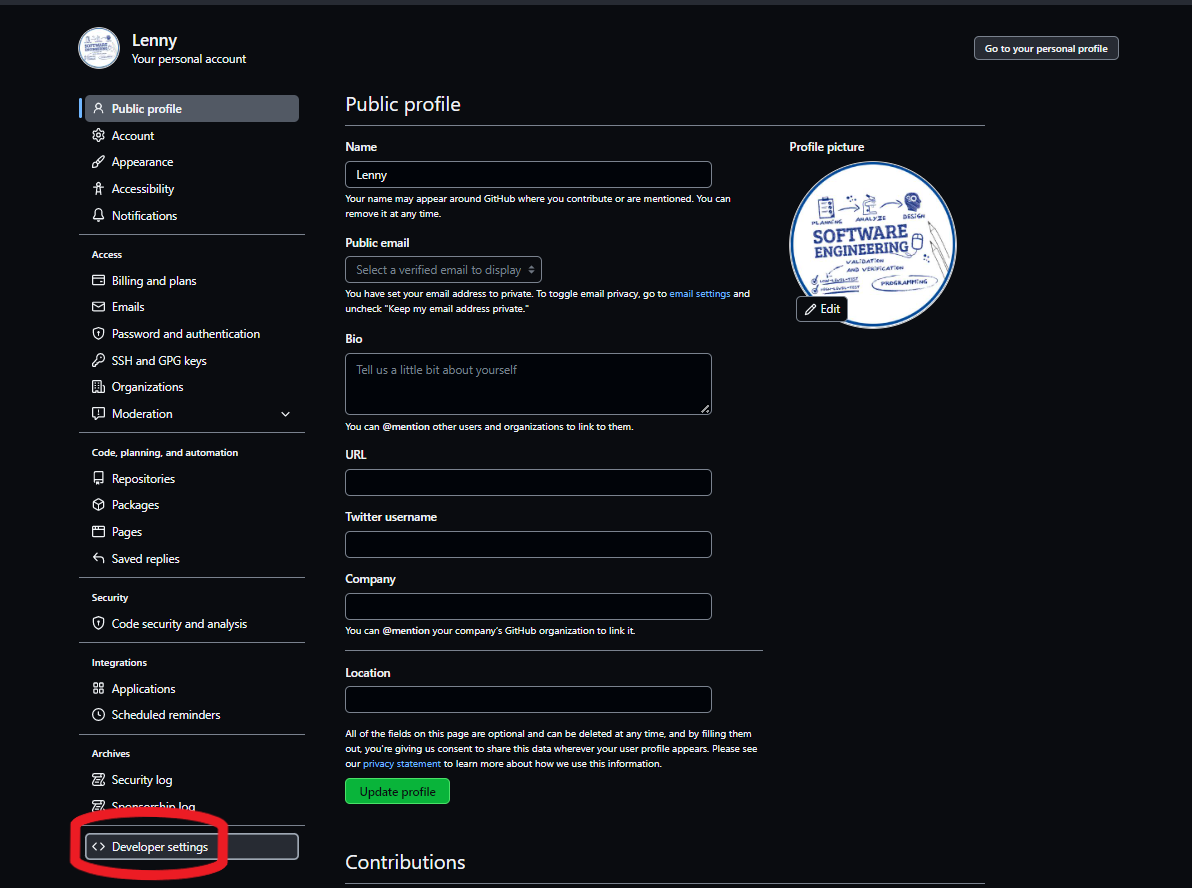 Lenny
Your personal account
Go to your personal profile
Public profile
Account
Appearance
Accessibility
Notifications
Access
Billing and plans
Emails
Password and authentication
SSH and GPG keys
Organizations
Moderation
Code, planning, and automation
Repositories
Packages
Pages
Saved replies
Security
Code security and analysis
Integrations
Applications
Scheduled reminders
Archives
Security log
Sponsorship log
Developer settings
Public profile
Name
Lenny
Your name may appear around GitHub where you contribute or are mentioned. You can
remove it at any time.
Public email
Select a verified email to display
You have set your email address to private. To toggle email privacy, go to email settings and
uncheck "Keep my email address private."
Bio
Tell us a little bit about yourself
You can @mention other users and organizations to link to them.
URL
Twitter username
Company
You can @mention your company's GitHub organization to link it.
Location
All of the fields on this page are optional and can be deleted at any time, and by filling them
out, you're giving us consent to share this data wherever your user profile appears. Please see
our privacy statement to learn more about how we use this information.
Update profile
Contributions
Profile picture
PLANNING
ANALYZE
DESIGN
SOFTWARE
ENGINEERING
VALIDATION
AND VERIFICATION
PROGRAMMING
Edit